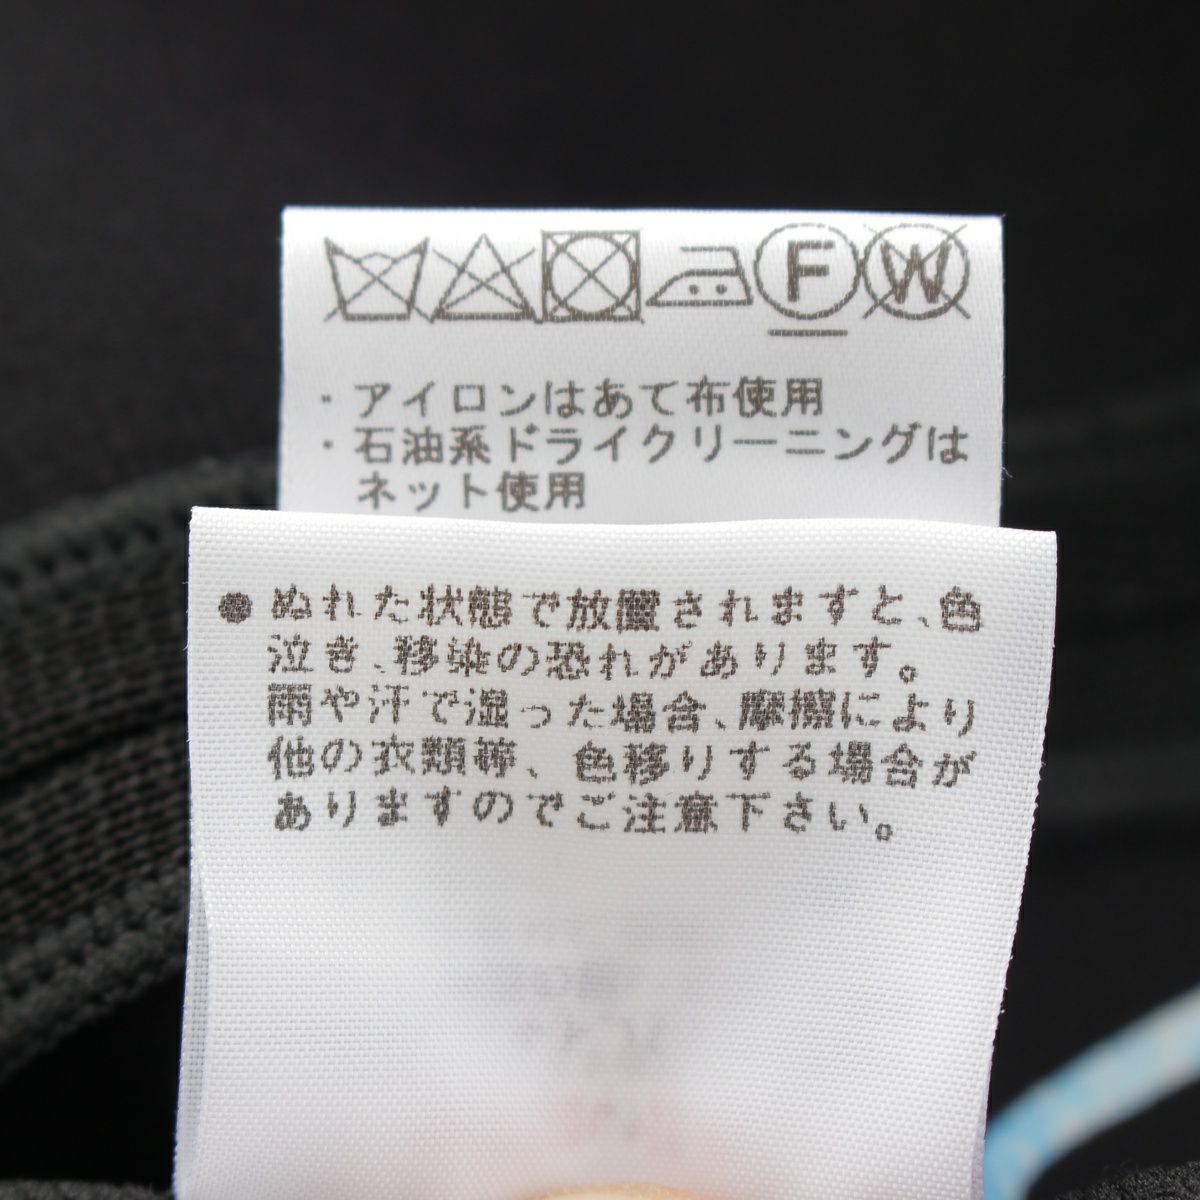 F W
・アイロンはあて布使用
・石油系ドライクリーニングは
ネット使用
●ぬれた状態で放置されますと、色
泣き、移染の恐れがあります。
雨や汗で湿った場合、摩擦により
他の衣類等、色移りする場合が
ありますのでご注意下さい。